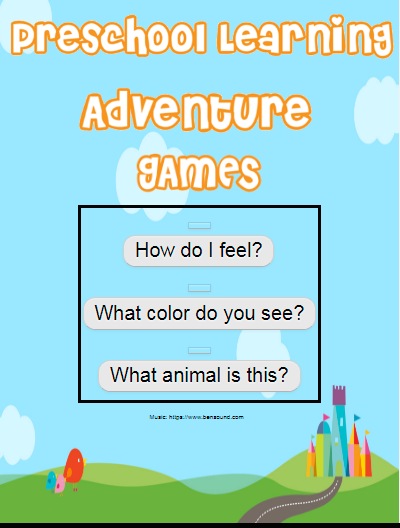 Preschool Learning
Adventure
Games
How do I feel?
What color do you see?
What animal is this?
Music: https://www.bensound.com